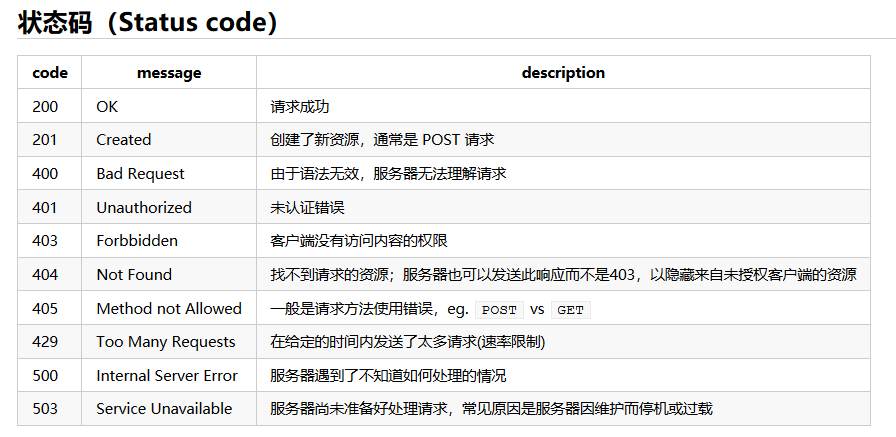 状态码（Status code）
code message description
200 OK 请求成功
201 Created 创建了新资源，通常是 POST 请求
400 Bad Request 由于语法无效，服务器无法理解请求
401 Unauthorized 未认证错误
403 Forbbidden 客户端没有访问内容的权限
404 Not Found 找不到请求的资源；服务器也可以发送此响应而不是403，以隐藏来自未授权客户端的资源
405 Method not Allowed 一般是请求方法使用错误，eg. POST vs GET
429 Too Many Requests 在给定的时间内发送了太多请求(速率限制)
500 Internal Server Error 服务器遇到了不知道如何处理的情况
503 Service Unavailable 服务器尚未准备好处理请求，常见原因是服务器因维护而停机或过载